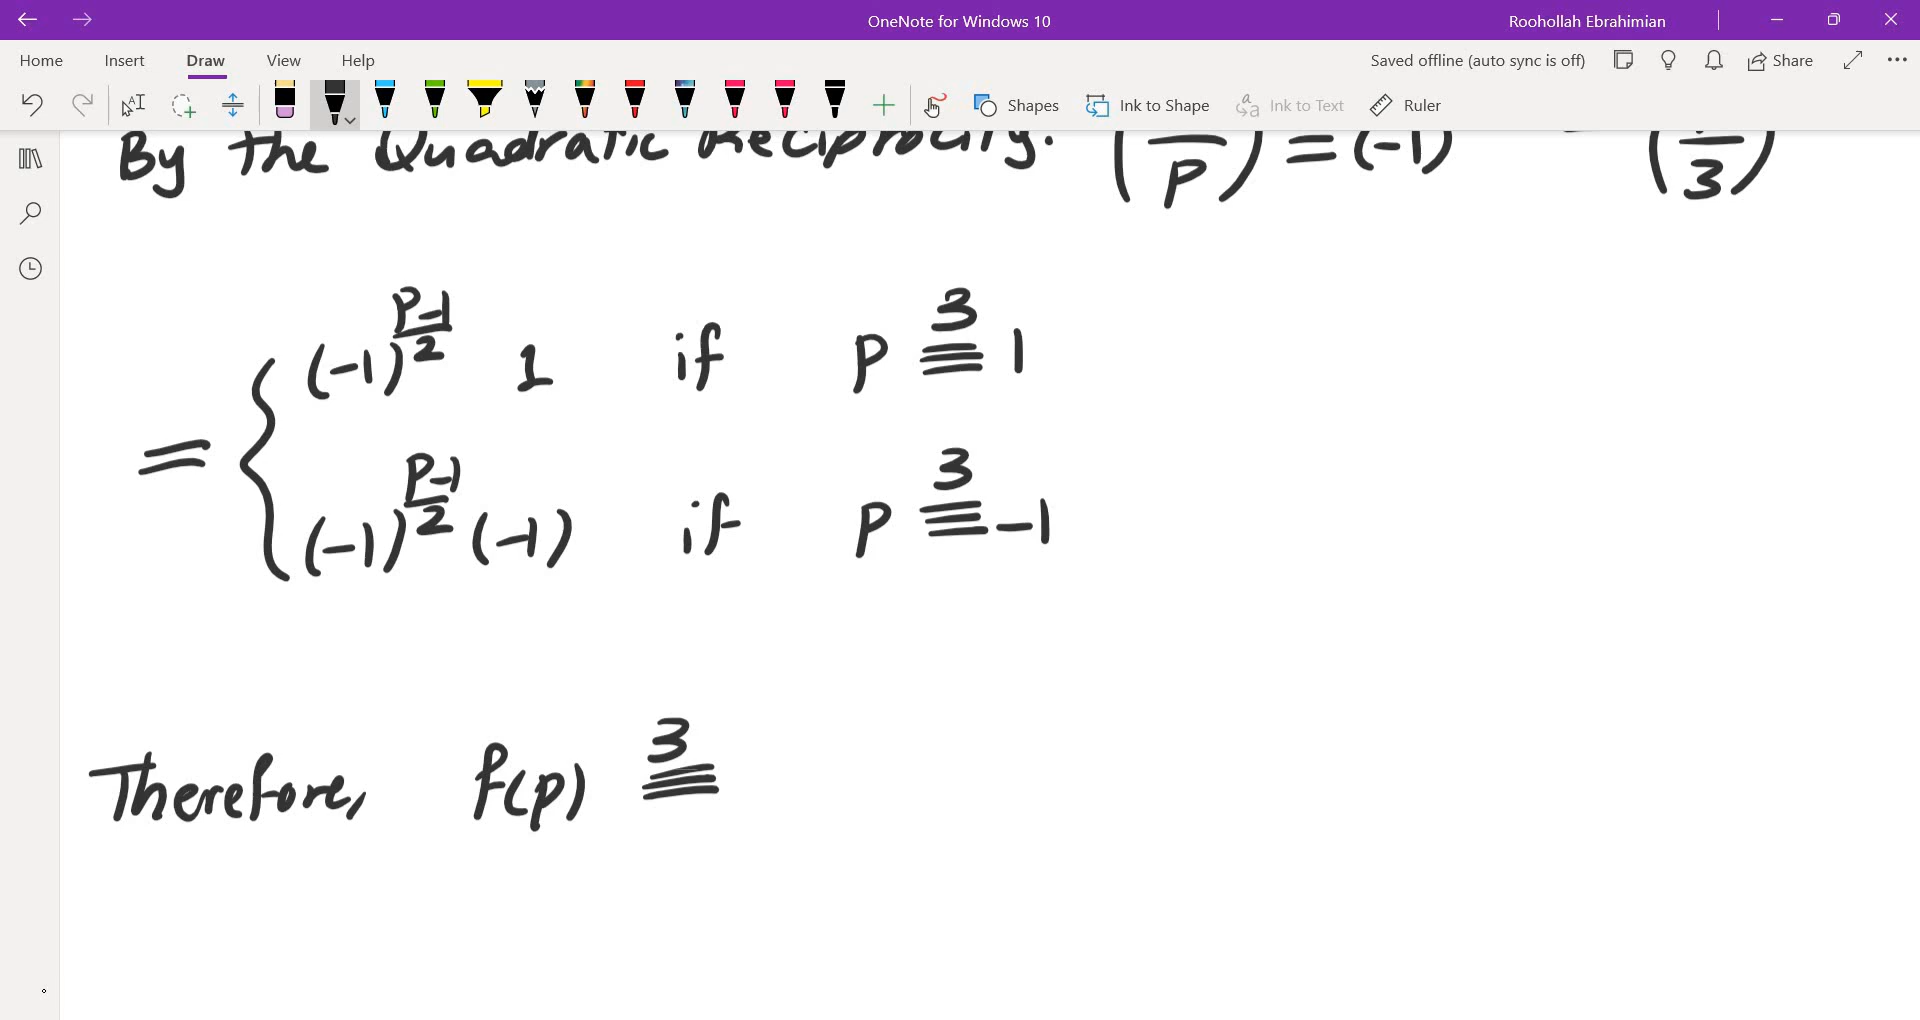 OneNote for Windows 10
Roohollah Ebrahimian
Home Insert Draw View Help
Saved offline (auto sync is off) Share
Shapes Ink to Shape Ink to Text Ruler
By the Quadratic Reciprocity: ( /p) = (-1) ( /3)
= { (-1)^((p-1)/2) 1 if p ≡^3 1
(-1)^((p-1)/2) (-1) if p ≡^3 -1
Therefore, f(p) ≡^3